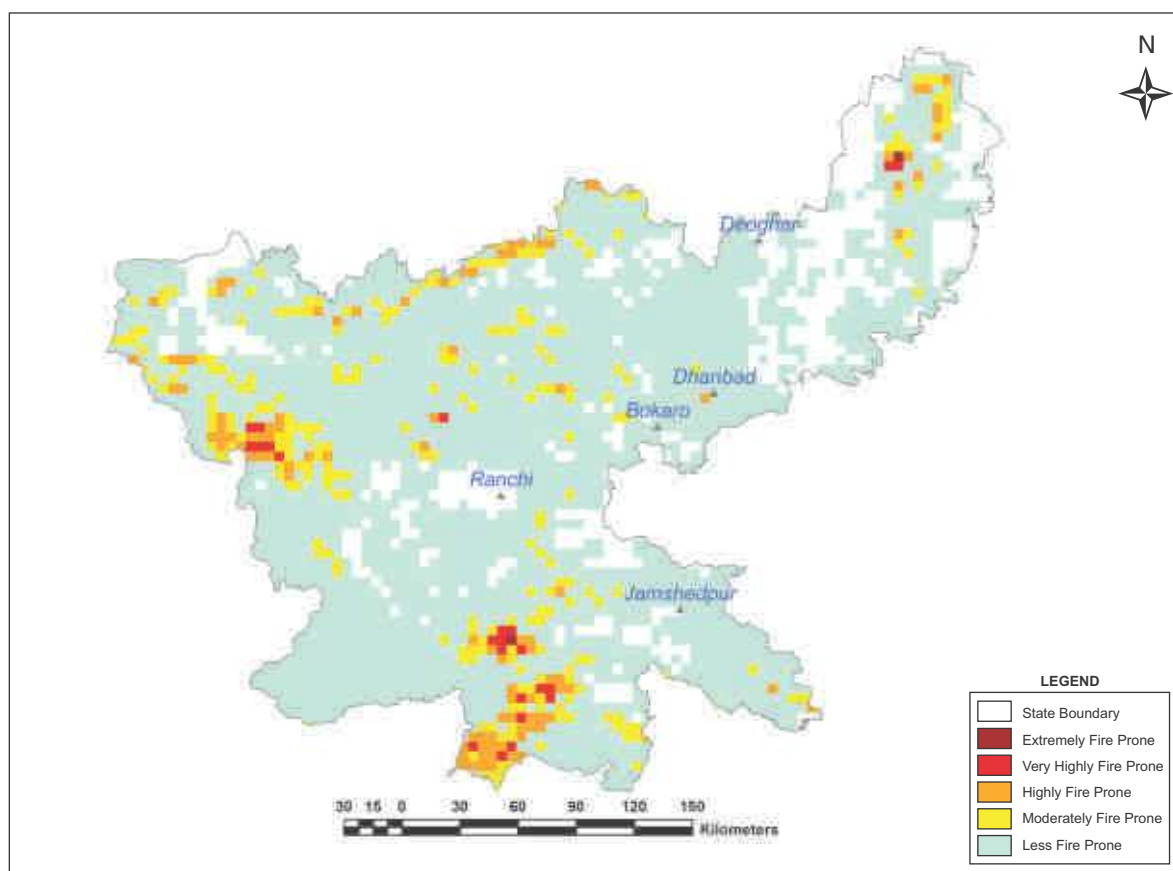 N
Deoghar
Dhanbad
Bokaro
Ranchi
Jamshedpur
LEGEND
State Boundary
Extremely Fire Prone
Very Highly Fire Prone
Highly Fire Prone
Moderately Fire Prone
Less Fire Prone
30 15 0 30 60 90 120 150
Kilometers